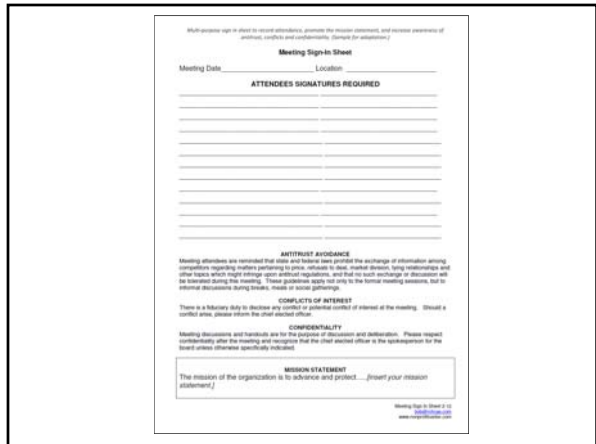 Multi-purpose sign in sheet to record attendance, promote the mission statement, and increase awareness of
antitrust, conflicts and confidentiality. (Sample for adaptation.)
Meeting Sign-In Sheet
Meeting Date____________________________ Location ___________________________
ATTENDEES SIGNATURES REQUIRED
ANTITRUST AVOIDANCE
Meeting attendees are reminded that state and federal laws prohibit the exchange of information among
competitors regarding matters pertaining to price, refusals to deal, market division, tying relationships and
other topics which might infringe upon antitrust regulations, and that no such exchange or discussion will
be tolerated during this meeting. These guidelines apply not only to the formal meeting sessions, but to
informal discussions during breaks, meals or social gatherings.
CONFLICTS OF INTEREST
There is a fiduciary duty to disclose any conflict or potential conflict of interest at the meeting. Should a
conflict arise, please inform the chief elected officer.
CONFIDENTIALITY
Meeting discussions and handouts are for the purpose of discussion and deliberation. Please respect
confidentiality after the meeting and recognize that the chief elected officer is the spokesperson for the
board unless otherwise specifically indicated.
MISSION STATEMENT
The mission of the organization is to advance and protect.....[insert your mission
statement.]
Meeting Sign In Sheet
www.nonprofitcenter.com